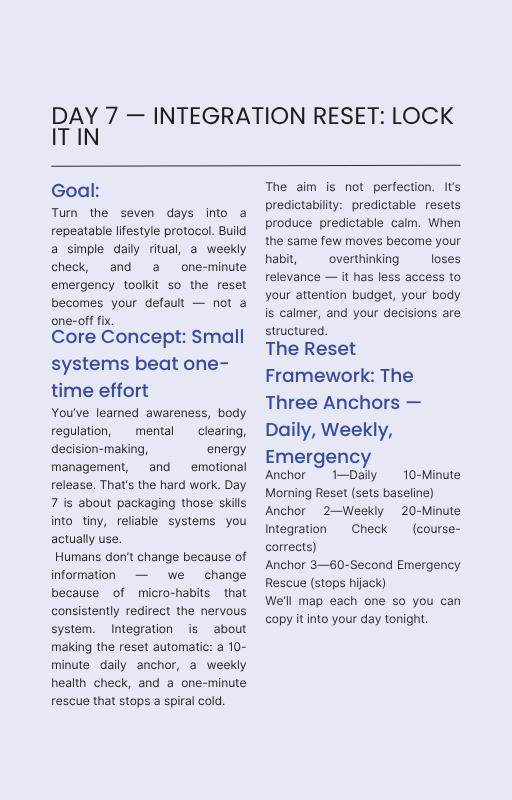 DAY 7 — INTEGRATION RESET: LOCK
IT IN
Goal:
Turn the seven days into a
repeatable lifestyle protocol. Build
a simple daily ritual, a weekly
check, and a one-minute
emergency toolkit so the reset
becomes your default — not a
one-off fix.
Core Concept: Small
systems beat one-
time effort
You’ve learned awareness, body
regulation, mental clearing,
decision-making, energy
management, and emotional
release. That’s the hard work. Day
7 is about packaging those skills
into tiny, reliable systems you
actually use.
Humans don’t change because of
information — we change
because of micro-habits that
consistently redirect the nervous
system. Integration is about
making the reset automatic: a 10-
minute daily anchor, a weekly
health check, and a one-minute
rescue that stops a spiral cold.
The aim is not perfection. It’s
predictability: predictable resets
produce predictable calm. When
the same few moves become your
habit, overthinking loses
relevance — it has less access to
your attention budget, your body
is calmer, and your decisions are
structured.
The Reset
Framework: The
Three Anchors —
Daily, Weekly,
Emergency
Anchor 1—Daily 10-Minute
Morning Reset (sets baseline)
Anchor 2—Weekly 20-Minute
Integration Check (course-
corrects)
Anchor 3—60-Second Emergency
Rescue (stops hijack)
We’ll map each one so you can
copy it into your day tonight.